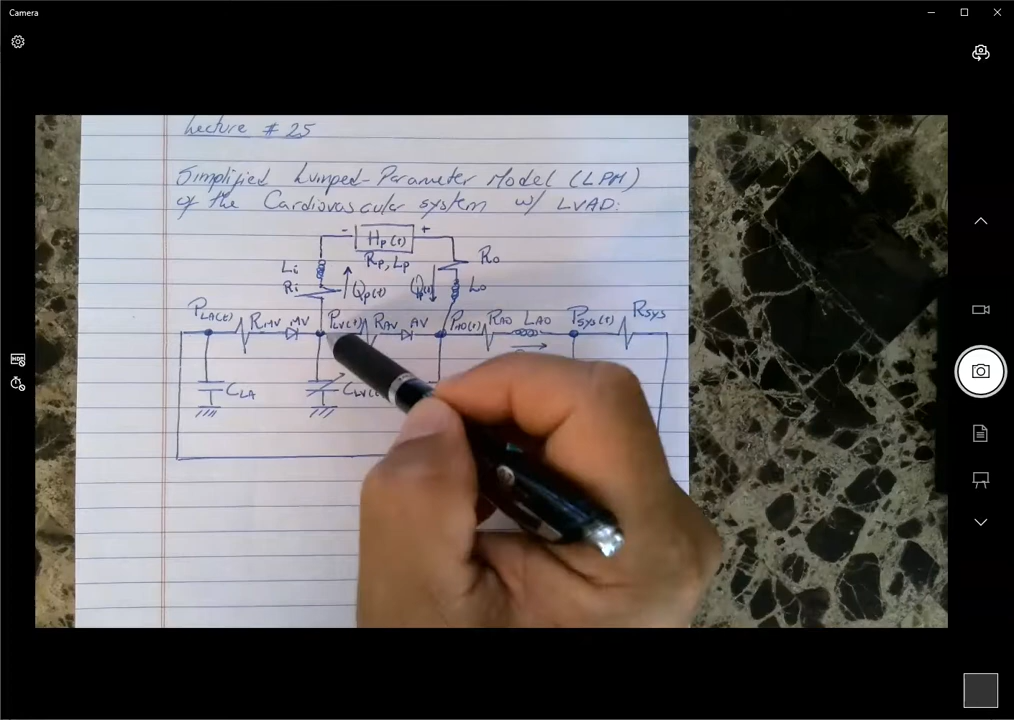 Camera
Lecture # 25
Simplified Lumped-Parameter Model (LPM)
of the Cardiovascular system w/ LVAD:
- Hp(t) +
Rp, Lp
Li
Ri
Qp(t)
Ro
Lo
PLA(t) RMV MV PLV(t) RAV AV PAO(t) RAO LAO PSYS(t) RSYS
CLA